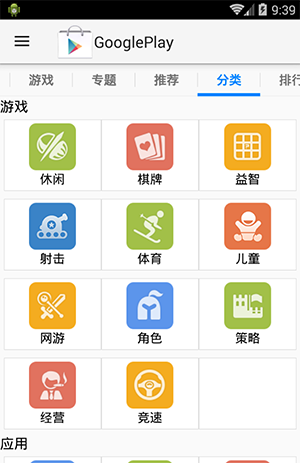 9:39
GooglePlay
游戏 专题 推荐 分类 排行
游戏
休闲 棋牌 益智
射击 体育 儿童
网游 角色 策略
经营 竞速
应用